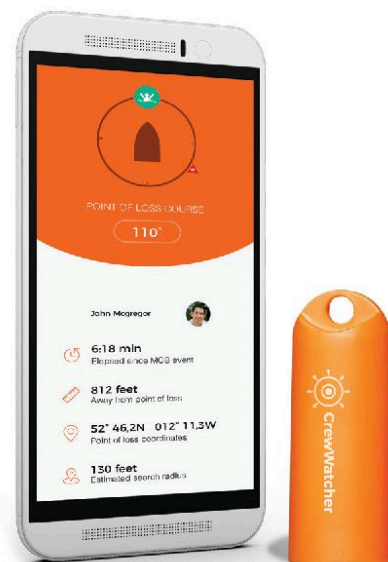 POINT OF LOSS COURSE
110°
John Mcgregor
6:18 min
Elapsed since MOB event
812 feet
Away from point of loss
52° 46,2N 012° 11,3W
Point of loss coordinates
130 feet
Estimated search radius
CrewWatcher